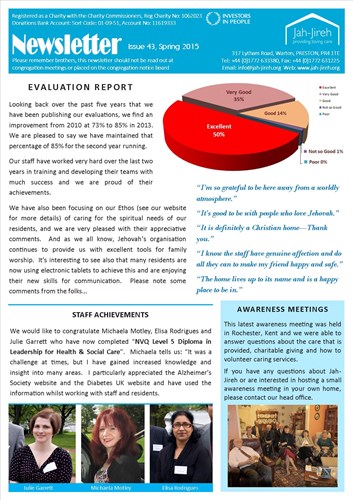 Registered as a Charity with the Charity Commissioners, Reg Charity No: 1062023
Donations Bank Account: Sort Code: 01-09-51, Account No: 11639333
INVESTORS
IN PEOPLE
Jah-Jireh
providing loving care
Newsletter Issue 43, Spring 2015
Please remember brothers, this newsletter should not be read out at
congregation meetings or placed on the congregation notice board
317 Lytham Road, Warton, PRESTON, PR4 1TE
Tel: +44 (0)1772 633380, Fax: +44 (0)1772 631225
Email: info@jah-jireh.org Web: www.jah-jireh.org
EVALUATION REPORT
Looking back over the past five years that we
have been publishing our evaluations, we find an
improvement from 2010 at 73% to 85% in 2013.
We are pleased to say we have maintained that
percentage of 85% for the second year running.
Our staff have worked very hard over the last two
years in training and developing their teams with
much success and we are proud of their
achievements.
We have also been focusing on our Ethos (see our website
for more details) of caring for the spiritual needs of our
residents, and we are very pleased with their appreciative
comments. And as we all know, Jehovah's organisation
continues to provide us with excellent tools for family
worship. It's interesting to see also that many residents are
now using electronic tablets to achieve this and are enjoying
their new skills for communication. Please note some
comments from the folks...
Very Good
35%
Good 14%
Excellent
50%
Not so Good 1%
Poor 0%
Excellent
Very Good
Good
Not so Good
Poor
"I'm so grateful to be here away from a worldly
atmosphere."
"It's good to be with people who love Jehovah."
"It is definitely a Christian home—Thank
you."
"I know the staff have genuine affection and do
all they can to make my friend happy and safe."
"The home lives up to its name and is a happy
place to be in."
STAFF ACHIEVEMENTS
We would like to congratulate Michaela Motley, Elisa Rodrigues and
Julie Garrett who have now completed "NVQ Level 5 Diploma in
Leadership for Health & Social Care". Michaela tells us: "It was a
challenge at times, but I have gained increased knowledge and
insight into many areas. I particularly appreciated the Alzheimer's
Society website and the Diabetes UK website and have used the
information whilst working with staff and residents.
Julie Garrett
Michaela Motley
Elisa Rodrigues
AWARENESS MEETINGS
This latest awareness meeting was held
in Rochester, Kent and we were able to
answer questions about the care that is
provided, charitable giving and how to
volunteer caring services.
If you have any questions about Jah-
Jireh or are interested in hosting a small
awareness meeting in your own home,
please contact our head office.